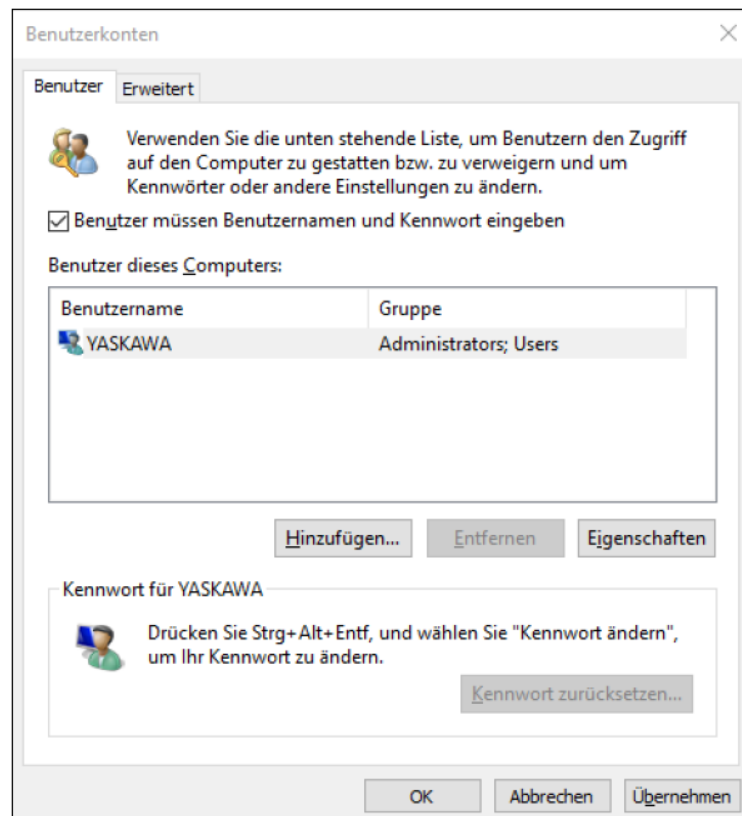 Benutzerkonten
Benutzer
Erweitert
Verwenden Sie die unten stehende Liste, um Benutzern den Zugriff
auf den Computer zu gestatten bzw. zu verweigern und um
Kennwörter oder andere Einstellungen zu ändern.
Benutzer müssen Benutzernamen und Kennwort eingeben
Benutzer dieses Computers:
Benutzername Gruppe
YASKAWA Administrators; Users
Hinzufügen... Entfernen Eigenschaften
Kennwort für YASKAWA
Drücken Sie Strg+Alt+Entf, und wählen Sie "Kennwort ändern",
um Ihr Kennwort zu ändern.
Kennwort zurücksetzen...
OK Abbrechen Übernehmen